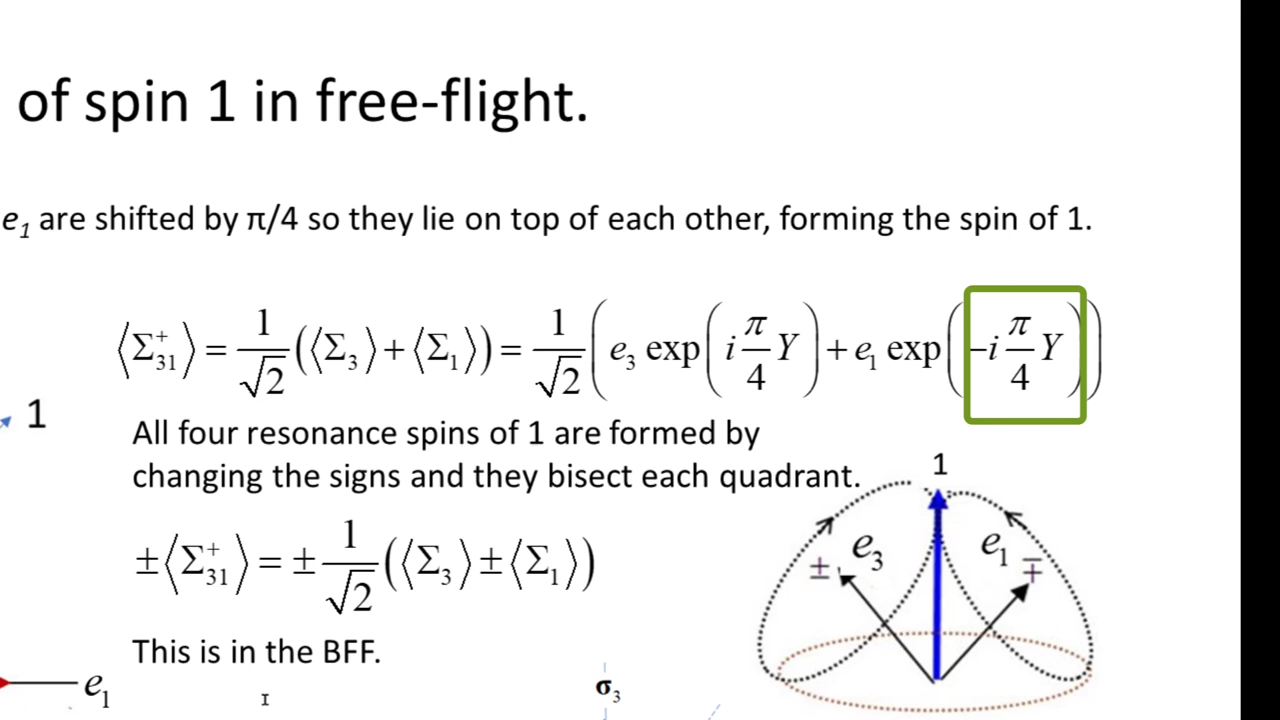 of spin 1 in free-flight.
e₁ are shifted by π/4 so they lie on top of each other, forming the spin of 1.
⟨Σ₃₁⁺⟩ = 1/√2 (⟨Σ₃⟩ + ⟨Σ₁⟩) = 1/√2 (e₃ exp(i π/4 Y) + e₁ exp(−i π/4 Y))
1
All four resonance spins of 1 are formed by
changing the signs and they bisect each quadrant.
±⟨Σ₃₁⁺⟩ = ± 1/√2 (⟨Σ₃⟩ ± ⟨Σ₁⟩)
This is in the BFF.
1
e₃
e₁
±
∓
e₁
σ₃